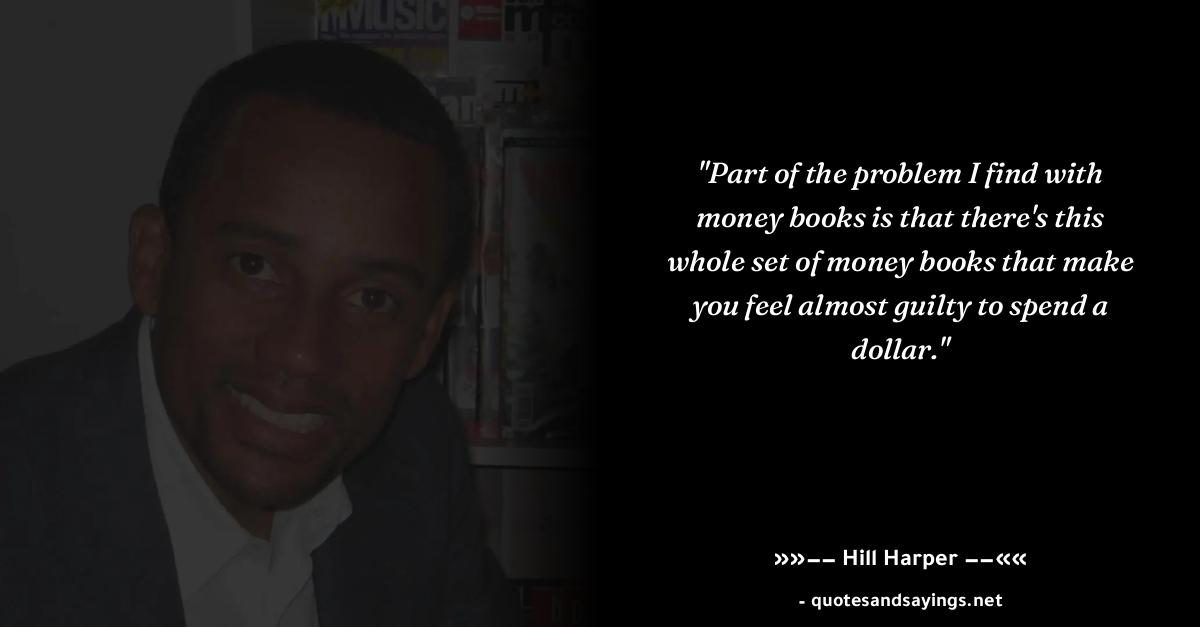 MUSIC
"Part of the problem I find with
money books is that there's this
whole set of money books that make
you feel almost guilty to spend a
dollar."
»»−− Hill Harper −−««
- quotesandsayings.net